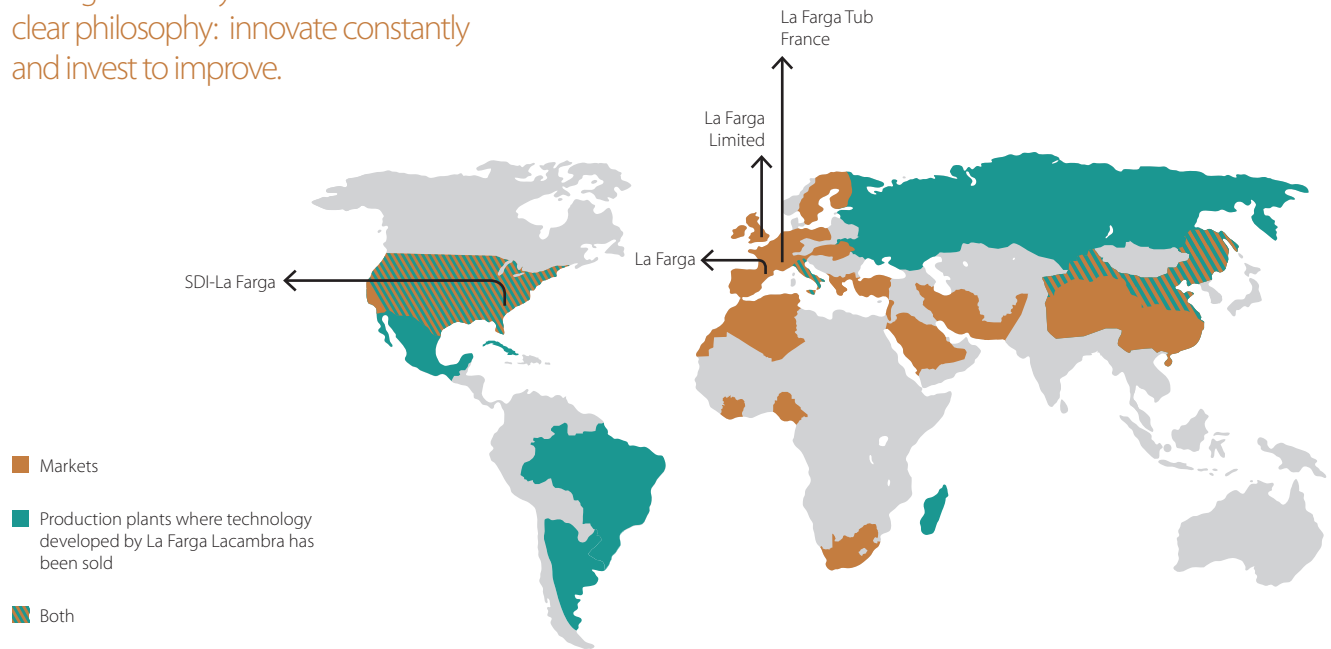 clear philosophy: innovate constantly
and invest to improve.
La Farga Tub
France
La Farga
Limited
La Farga
SDI-La Farga
Markets
Production plants where technology
developed by La Farga Lacambra has
been sold
Both